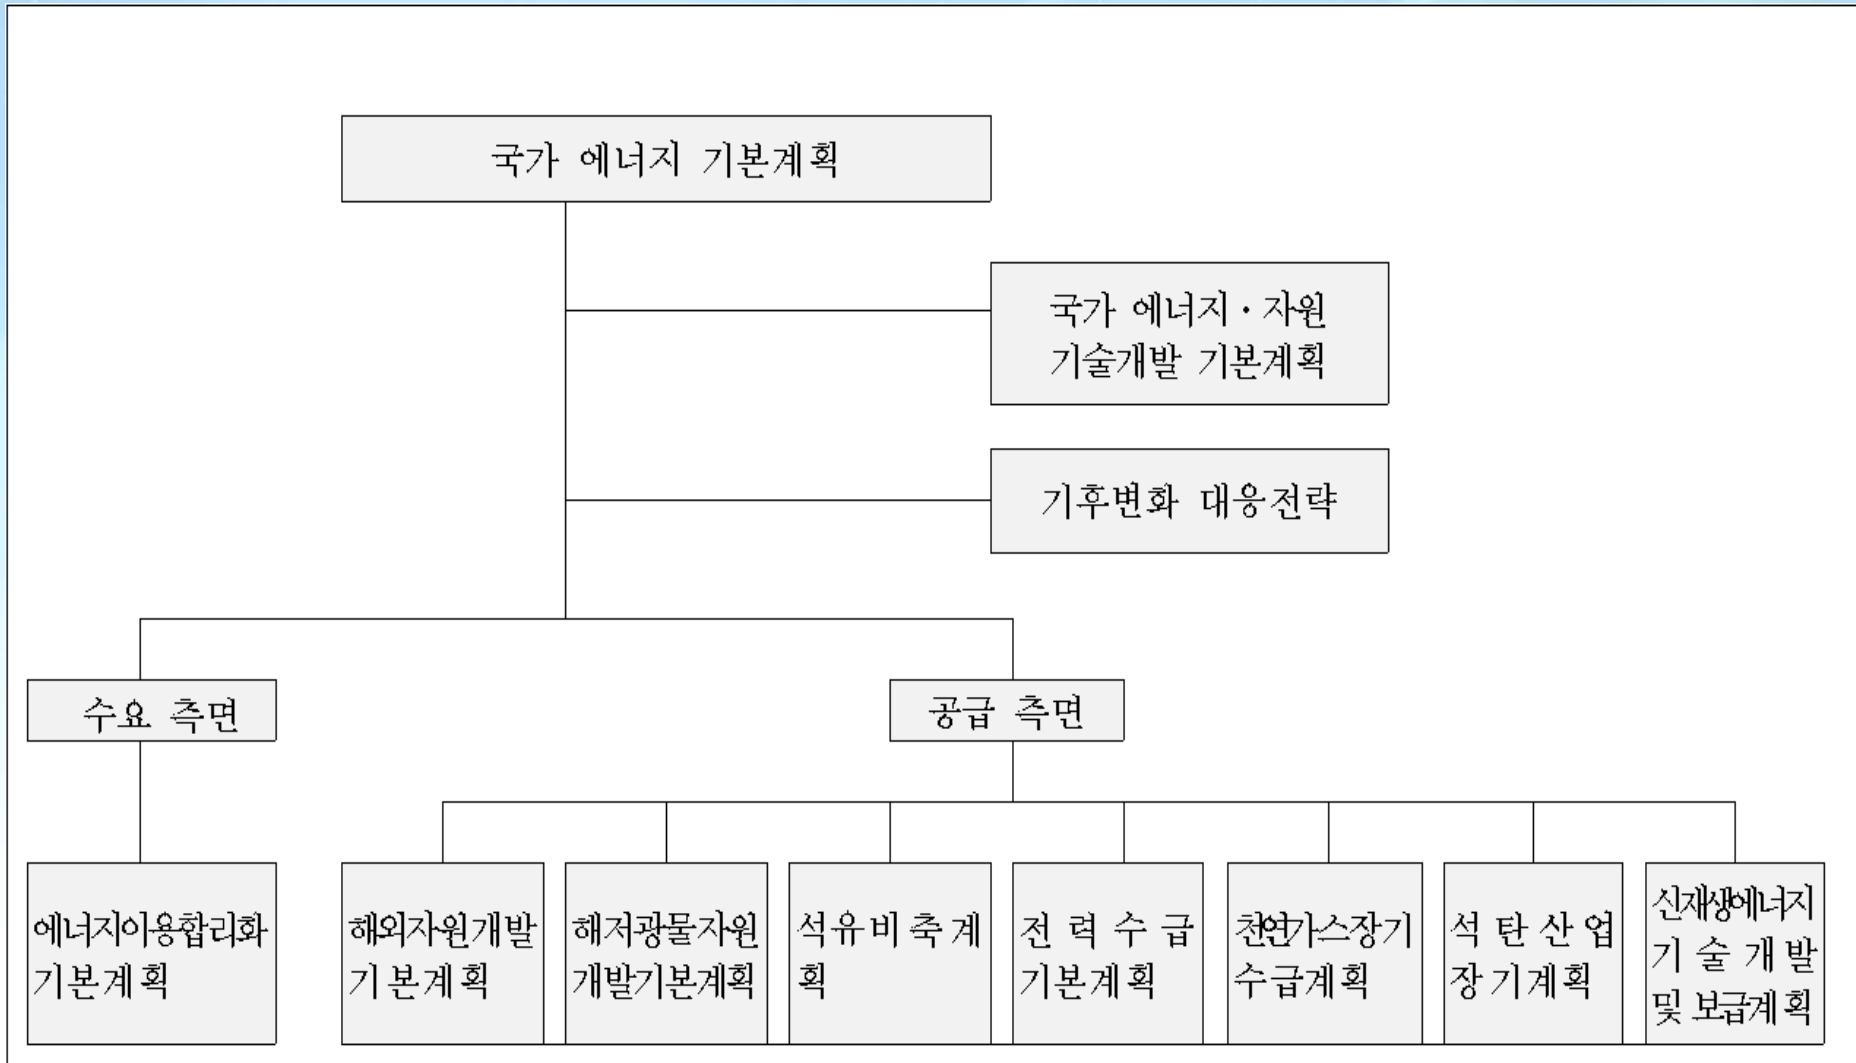 국가 에너지 기본계획
국가 에너지·자원
기술개발 기본계획
기후변화 대응전략
수요 측면
공급 측면
에너지이용합리화
기본계획
해외자원개발
기본계획
해저광물자원
개발기본계획
석유비축계
획
전력수급
기본계획
천연가스장기
수급계획
석탄산업
장기계획
신재생에너지
기술개발
및 보급계획